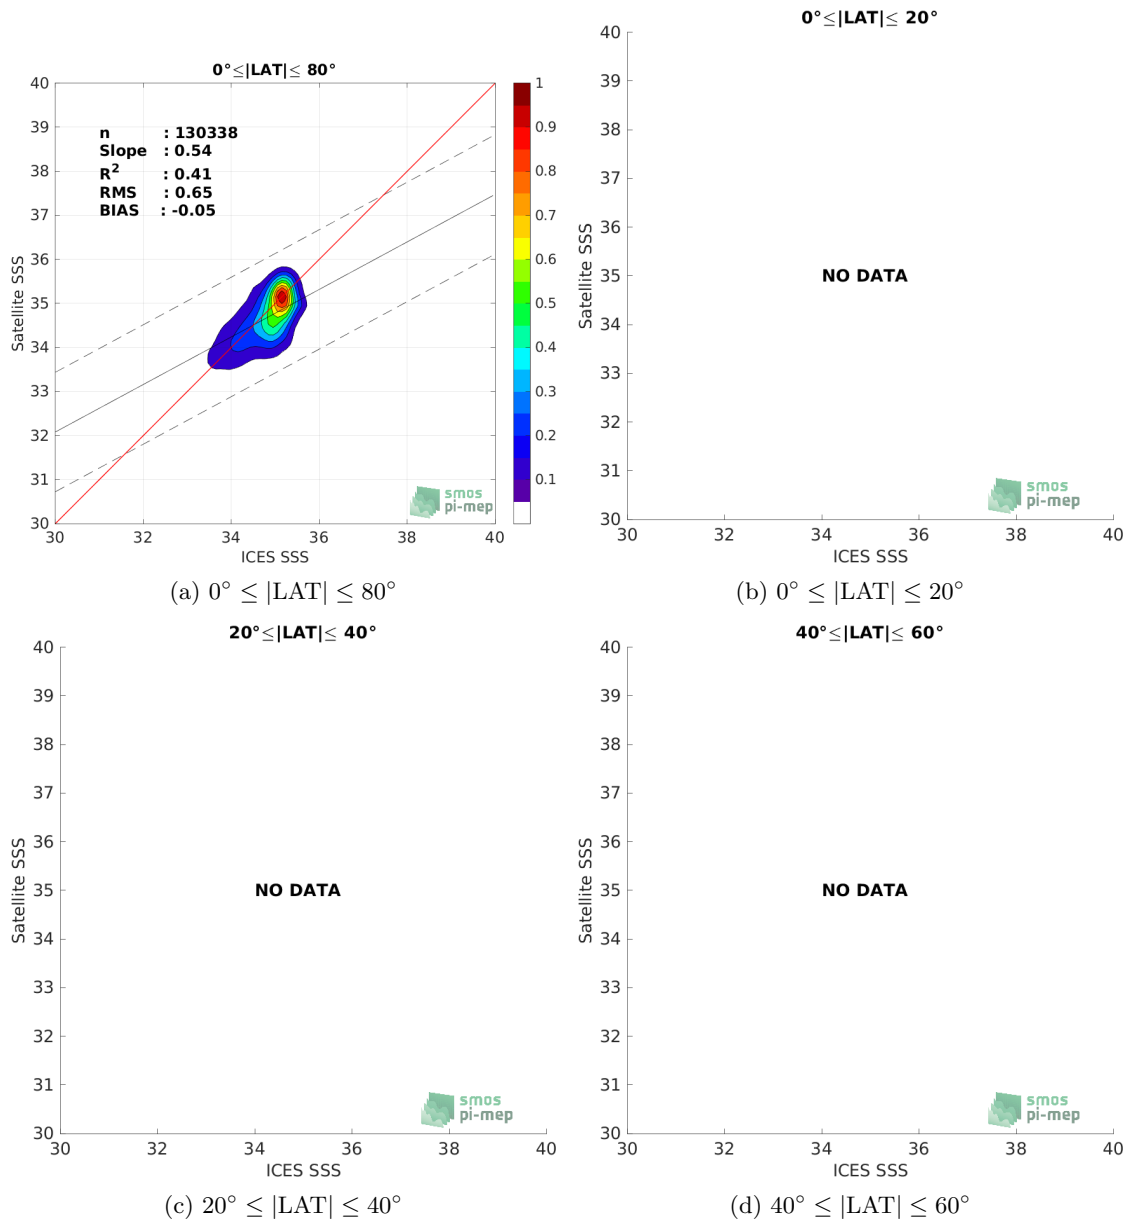 0°≤|LAT|≤ 80°
40
39
38
37
36
35
34
33
32
31
30
Satellite SSS
n : 130338
Slope : 0.54
R² : 0.41
RMS : 0.65
BIAS : -0.05
smos
pi-mep
30 32 34 36 38 40
ICES SSS
1
0.9
0.8
0.7
0.6
0.5
0.4
0.3
0.2
0.1
(a) 0° ≤ |LAT| ≤ 80°
0°≤|LAT|≤ 20°
40
39
38
37
36
35
34
33
32
31
30
Satellite SSS
NO DATA
smos
pi-mep
30 32 34 36 38 40
ICES SSS
(b) 0° ≤ |LAT| ≤ 20°
20°≤|LAT|≤ 40°
40
39
38
37
36
35
34
33
32
31
30
Satellite SSS
NO DATA
smos
pi-mep
30 32 34 36 38 40
ICES SSS
(c) 20° ≤ |LAT| ≤ 40°
40°≤|LAT|≤ 60°
40
39
38
37
36
35
34
33
32
31
30
Satellite SSS
NO DATA
smos
pi-mep
30 32 34 36 38 40
ICES SSS
(d) 40° ≤ |LAT| ≤ 60°